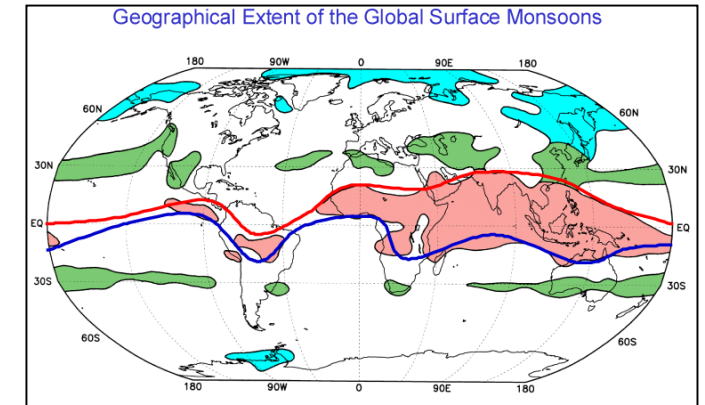 Geographical Extent of the Global Surface Monsoons
180 90W 0 90E 180
60N 60N
30N 30N
EQ EQ
30S 30S
60S 60S
180 90W 0 90E 180